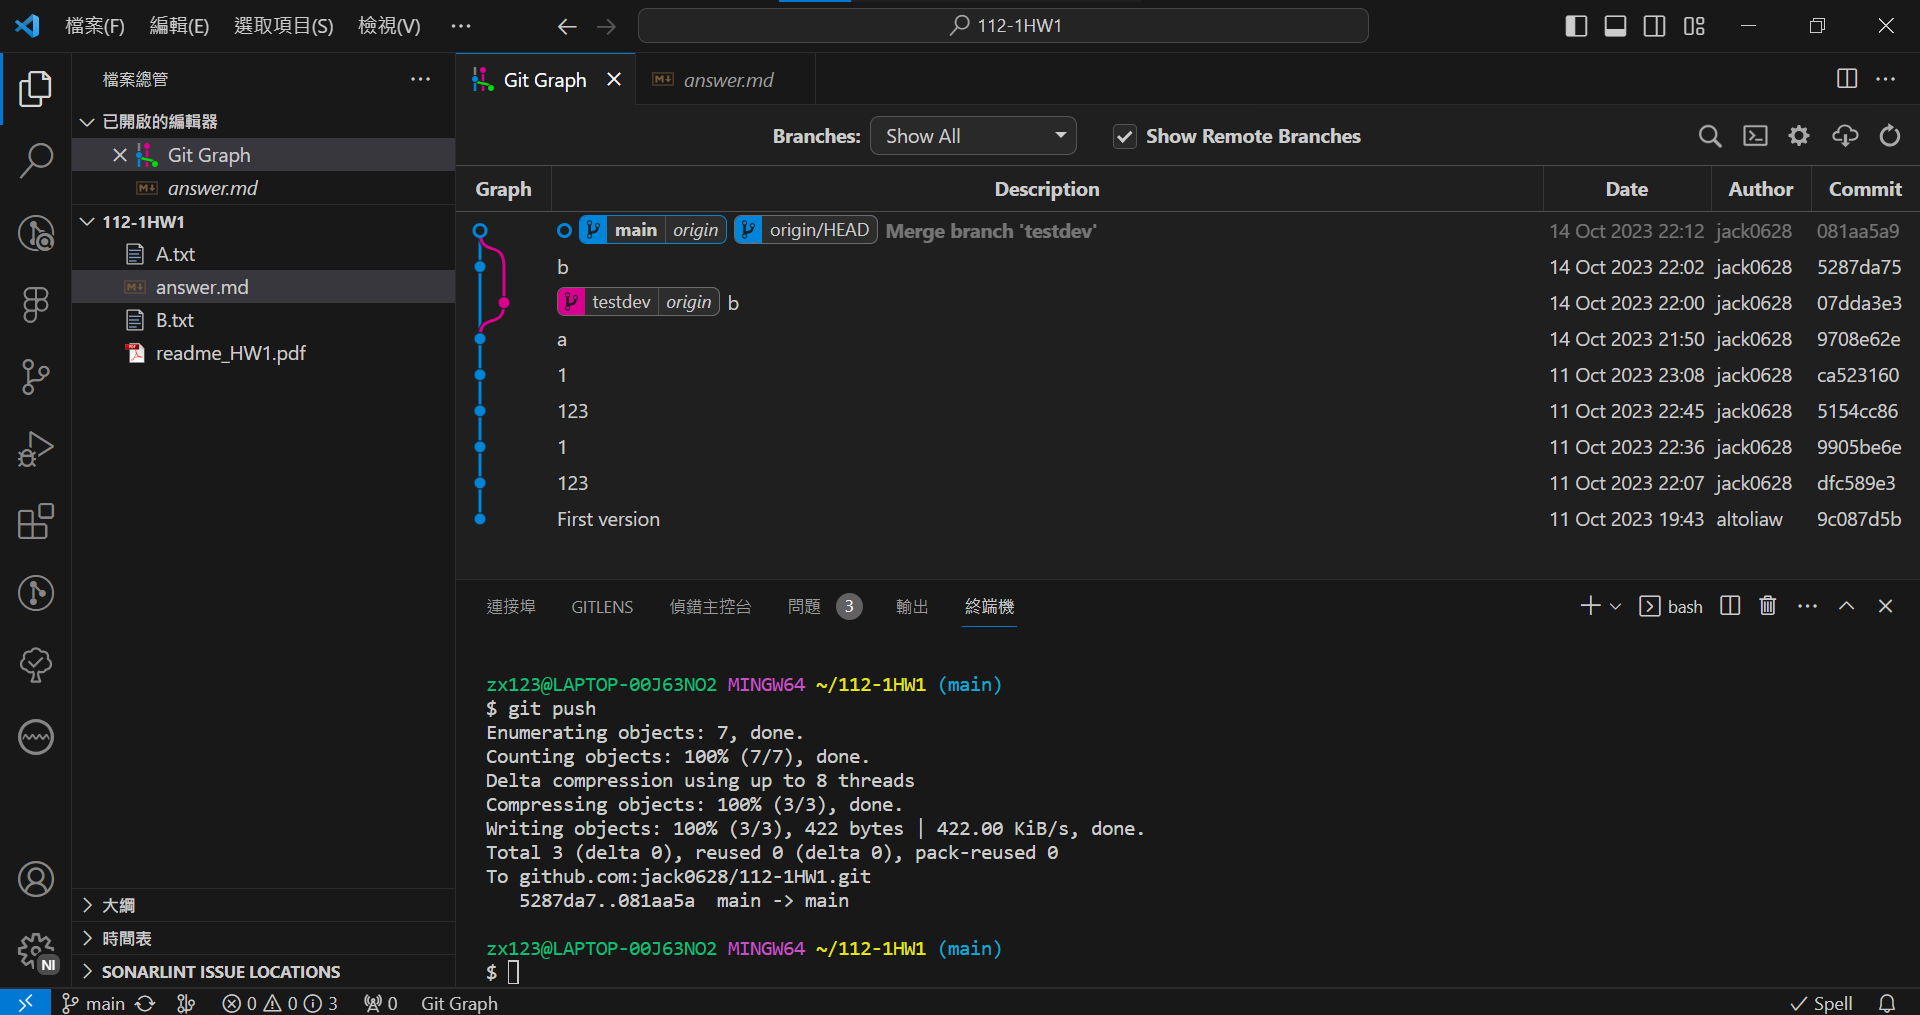 檔案(F) 編輯(E) 選取項目(S) 檢視(V) ··· 112-1HW1
檔案總管 ···
已開啟的編輯器
Git Graph
answer.md
112-1HW1
A.txt
answer.md
B.txt
readme_HW1.pdf
大綱
時間表
SONARLINT ISSUE LOCATIONS
Git Graph answer.md
Branches: Show All Show Remote Branches
Graph Description Date Author Commit
main origin origin/HEAD Merge branch 'testdev' 14 Oct 2023 22:12 jack0628 081aa5a9
b 14 Oct 2023 22:02 jack0628 5287da75
testdev origin b 14 Oct 2023 22:00 jack0628 07dda3e3
a 14 Oct 2023 21:50 jack0628 9708e62e
1 11 Oct 2023 23:08 jack0628 ca523160
123 11 Oct 2023 22:45 jack0628 5154cc86
1 11 Oct 2023 22:36 jack0628 9905be6e
123 11 Oct 2023 22:07 jack0628 dfc589e3
First version 11 Oct 2023 19:43 altoliaw 9c087d5b
連接埠 GITLENS 偵錯主控台 問題 3 輸出 終端機 bash
zx123@LAPTOP-00J63NO2 MINGW64 ~/112-1HW1 (main)
$ git push
Enumerating objects: 7, done.
Counting objects: 100% (7/7), done.
Delta compression using up to 8 threads
Compressing objects: 100% (3/3), done.
Writing objects: 100% (3/3), 422 bytes | 422.00 KiB/s, done.
Total 3 (delta 0), reused 0 (delta 0), pack-reused 0
To github.com:jack0628/112-1HW1.git
5287da7..081aa5a main -> main
zx123@LAPTOP-00J63NO2 MINGW64 ~/112-1HW1 (main)
$
NI
main 0 0 3 0 Git Graph Spell